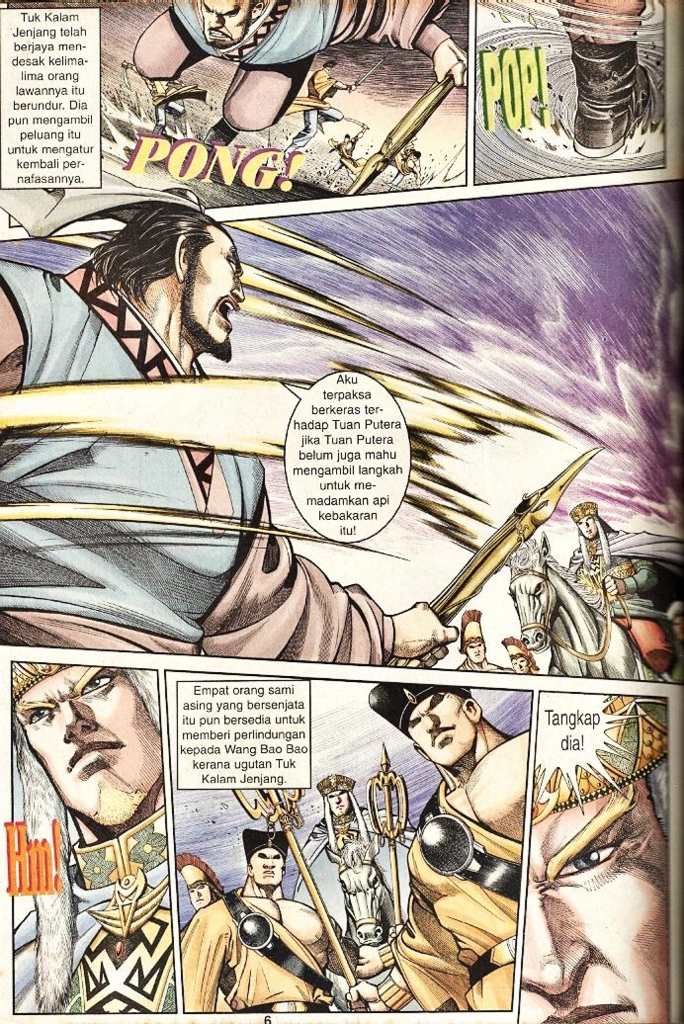 Tuk Kalam
Jenjang telah
berjaya men-
desak kelima-
lima orang
lawannya itu
berundur. Dia
pun mengambil
peluang itu
untuk mengatur
kembali per-
nafasannya.
PONG!
POP!
Aku
terpaksa
berkeras ter-
hadap Tuan Putera
jika Tuan Putera
belum juga mahu
mengambil langkah
untuk me-
madamkan api
kebakaran
itu!
Hm!
Empat orang sami
asing yang bersenjata
itu pun bersedia untuk
memberi perlindungan
kepada Wang Bao Bao
kerana ugutan Tuk
Kalam Jenjang.
Tangkap
dia!
6